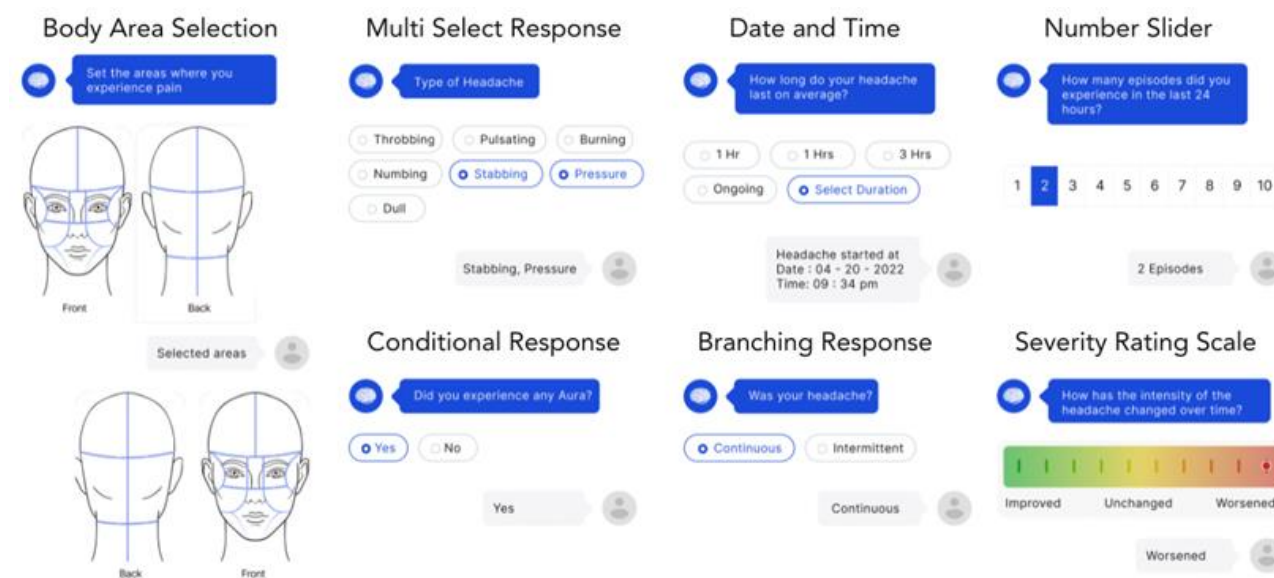 Body Area Selection
Set the areas where you
experience pain
Front
Back
Selected areas
Back
Front
Multi Select Response
Type of Headache
Throbbing
Pulsating
Burning
Numbing
Stabbing
Pressure
Dull
Stabbing, Pressure
Date and Time
How long do your headache
last on average?
1 Hr
1 Hrs
3 Hrs
Ongoing
Select Duration
Headache started at
Date : 04 - 20 - 2022
Time: 09 : 34 pm
Number Slider
How many episodes did you
experience in the last 24
hours?
1 2 3 4 5 6 7 8 9 10
2 Episodes
Conditional Response
Did you experience any Aura?
Yes
No
Yes
Branching Response
Was your headache?
Continuous
Intermittent
Continuous
Severity Rating Scale
How has the intensity of the
headache changed over time?
Improved
Unchanged
Worsened
Worsened